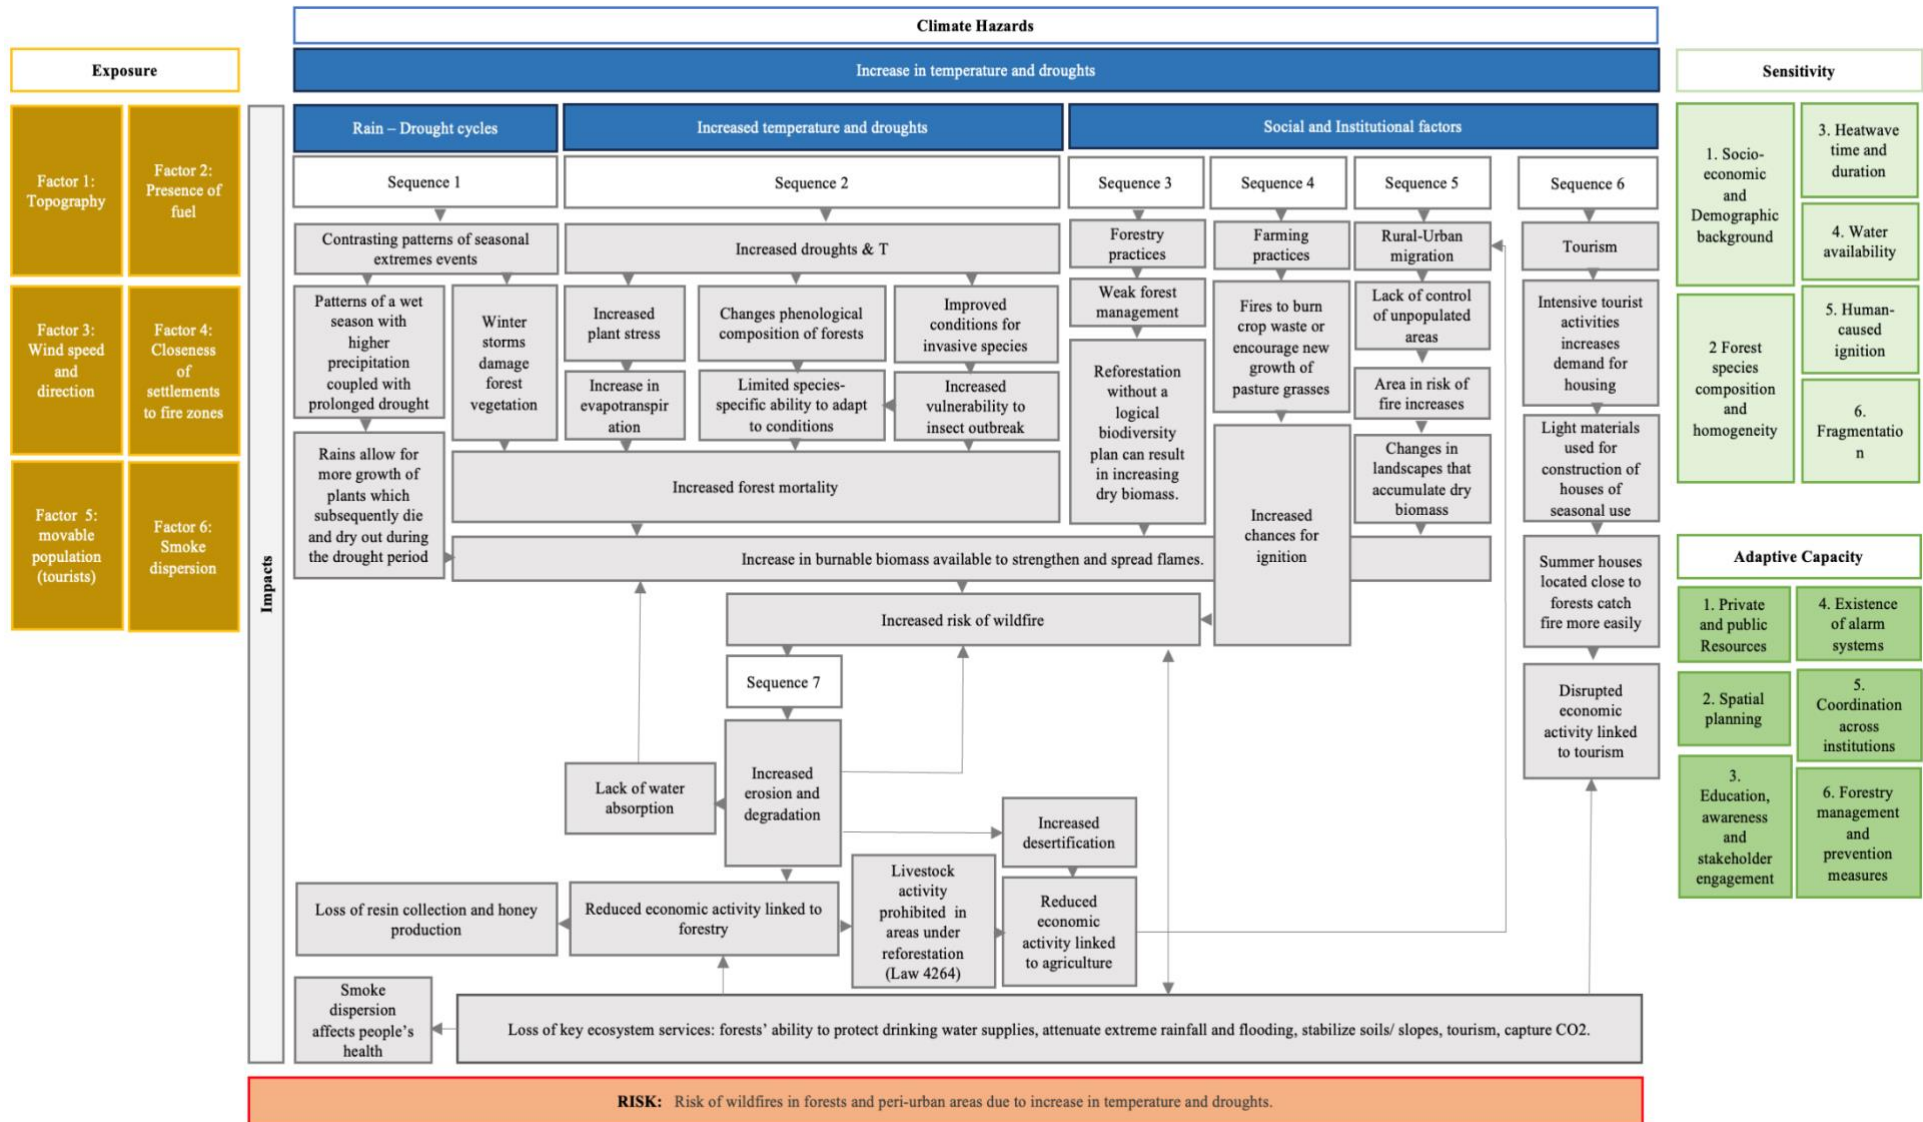 Climate Hazards
Exposure
Increase in temperature and droughts
Sensitivity
Factor 1:
Topography
Factor 2:
Presence of
fuel
Factor 3:
Wind speed
and
direction
Factor 4:
Closeness
of
settlements
to fire zones
Factor 5:
movable
population
(tourists)
Factor 6:
Smoke
dispersion
Impacts
Rain – Drought cycles
Increased temperature and droughts
Social and Institutional factors
Sequence 1
Contrasting patterns of seasonal
extremes events
Patterns of a wet
season with
higher
precipitation
coupled with
prolonged drought
Rains allow for
more growth of
plants which
subsequently die
and dry out during
the drought period
Winter
storms
damage
forest
vegetation
Sequence 2
Increased droughts & T
Increased
plant stress
Increase in
evapotranspir
ation
Changes phenological
composition of forests
Limited species-
specific ability to adapt
to conditions
Improved
conditions for
invasive species
Increased
vulnerability to
insect outbreak
Increased forest mortality
Sequence 3
Forestry
practices
Weak forest
management
Reforestation
without a
logical
biodiversity
plan can result
in increasing
dry biomass.
Sequence 4
Farming
practices
Fires to burn
crop waste or
encourage new
growth of
pasture grasses
Increased
chances for
ignition
Sequence 5
Rural-Urban
migration
Lack of control
of unpopulated
areas
Area in risk of
fire increases
Changes in
landscapes that
accumulate dry
biomass
Sequence 6
Tourism
Intensive tourist
activities
increases
demand for
housing
Light materials
used for
construction of
houses of
seasonal use
Summer houses
located close to
forests catch
fire more easily
Disrupted
economic
activity linked
to tourism
Increase in burnable biomass available to strengthen and spread flames.
Increased risk of wildfire
Sequence 7
Increased
erosion and
degradation
Lack of water
absorption
Increased
desertification
Loss of resin collection and honey
production
Reduced economic activity linked to
forestry
Livestock
activity
prohibited in
areas under
reforestation
(Law 4264)
Reduced
economic
activity linked
to agriculture
Smoke
dispersion
affects people's
health
Loss of key ecosystem services: forests' ability to protect drinking water supplies, attenuate extreme rainfall and flooding, stabilize soils/ slopes, tourism, capture CO2.
1. Socio-
economic
and
Demographic
background
2 Forest
species
composition
and
homogeneity
3. Heatwave
time and
duration
4. Water
availability
5. Human-
caused
ignition
6.
Fragmentatio
n
Adaptive Capacity
1. Private
and public
Resources
2. Spatial
planning
3.
Education,
awareness
and
stakeholder
engagement
4. Existence
of alarm
systems
5.
Coordination
across
institutions
6. Forestry
management
and
prevention
measures
RISK: Risk of wildfires in forests and peri-urban areas due to increase in temperature and droughts.